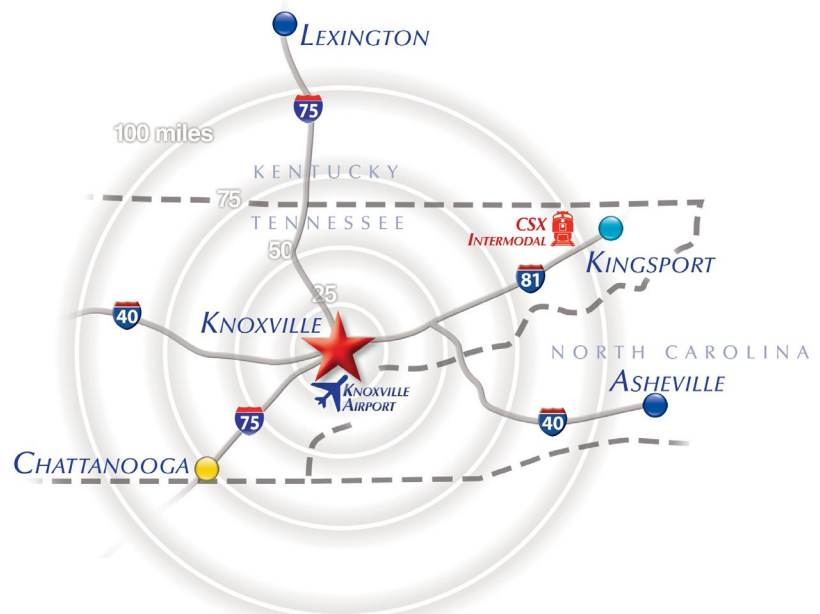 LEXINGTON
75
100 miles
KENTUCKY
75
TENNESSEE
CSX
INTERMODAL
50
KINGSPORT
81
25
40
KNOXVILLE
NORTH CAROLINA
ASHEVILLE
KNOXVILLE
AIRPORT
75
40
CHATTANOOGA